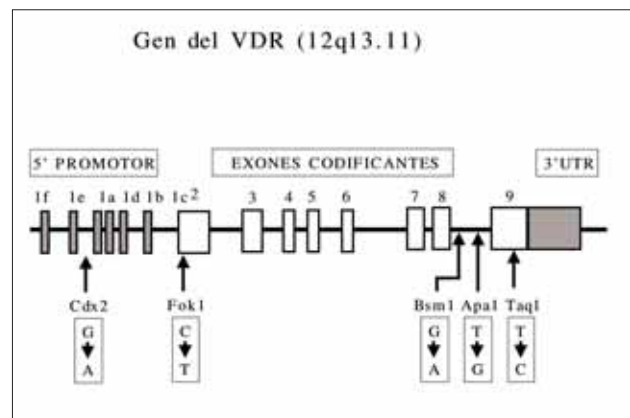 Gen del VDR (12q13.11)
5' PROMOTOR EXONES CODIFICANTES 3'UTR
1f 1e 1a 1d 1b 1c 2 3 4 5 6 7 8 9
Cdx2 Fok1 Bsm1 Apa1 Taq1
G C G T T
A T A G C